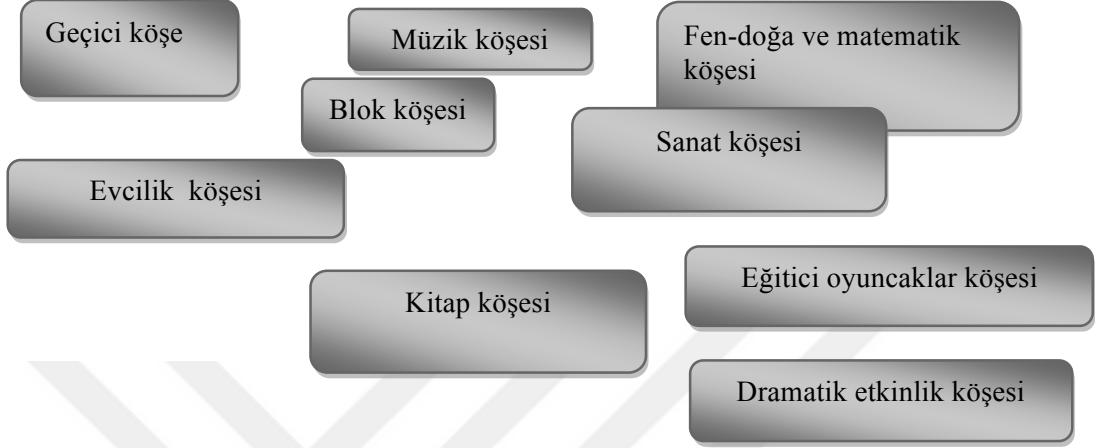 Geçici köşe
Müzik köşesi
Fen-doğa ve matematik
köşesi
Blok köşesi
Sanat köşesi
Evcilik köşesi
Eğitici oyuncaklar köşesi
Kitap köşesi
Dramatik etkinlik köşesi